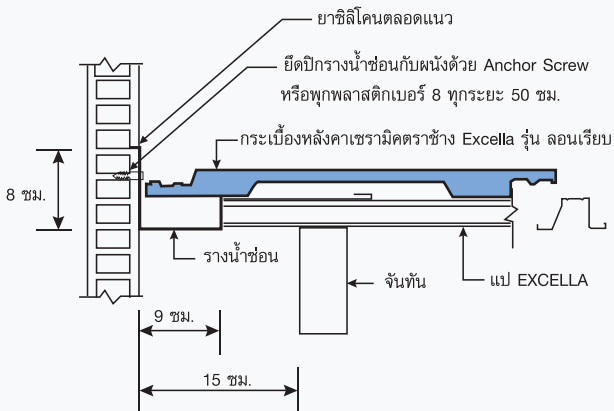 ยาซิลิโคนตลอดแนว
ยึดปีกรางน้ำซ่อนกับผนังด้วย Anchor Screw
หรือพุกพลาสติกเบอร์ 8 ทุกระยะ 50 ซม.
กระเบื้องหลังคาเซรามิคตราช้าง Excella รุ่น ลอนเรียบ
8 ซม.
รางน้ำซ่อน
จันทัน
แป EXCELLA
9 ซม.
15 ซม.